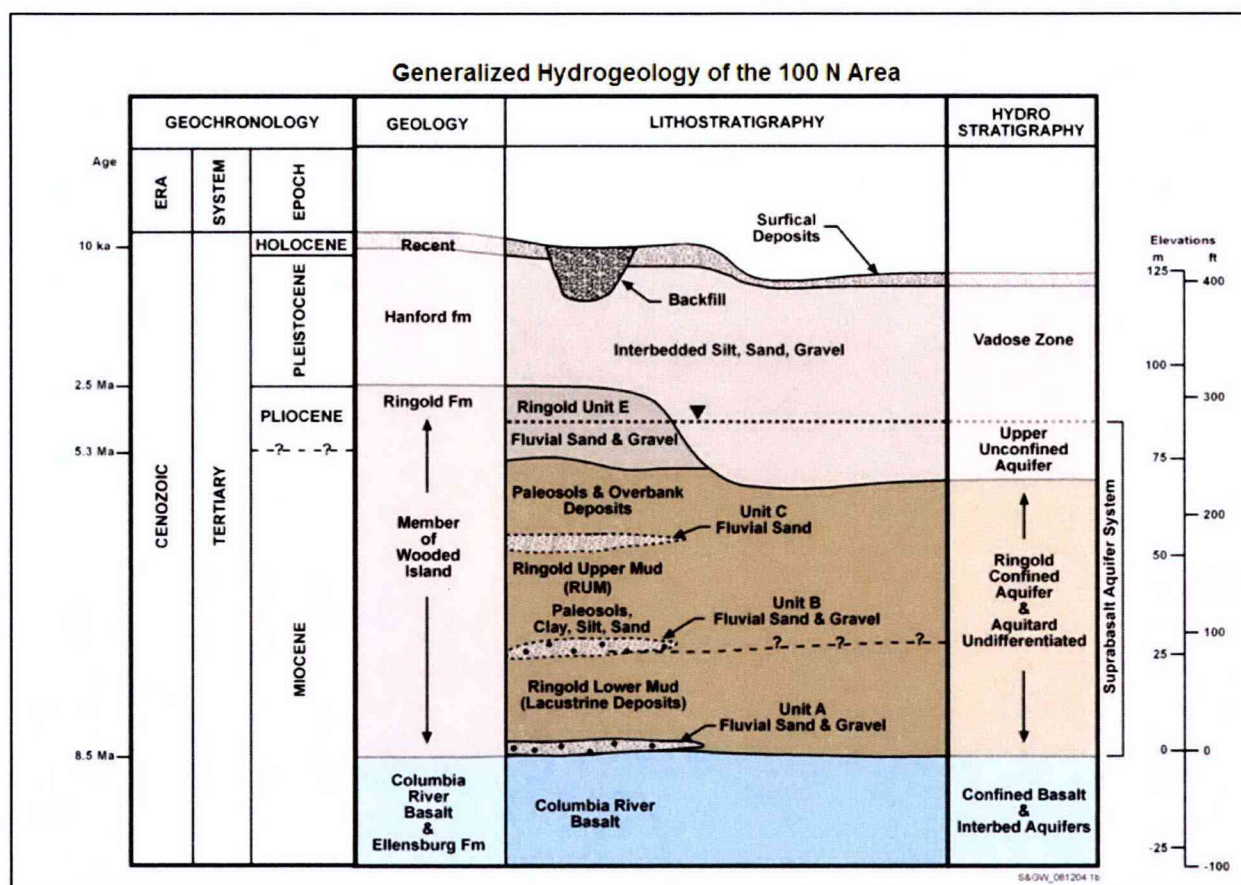 Generalized Hydrogeology of the 100 N Area
GEOCHRONOLOGY
GEOLOGY
LITHOSTRATIGRAPHY
HYDRO
STRATIGRAPHY
Age
ERA
SYSTEM
EPOCH
10 ka
HOLOCENE
Recent
Surfical
Deposits
Elevations
m ft
125
400
Backfill
PLEISTOCENE
Hanford fm
Interbedded Silt, Sand, Gravel
Vadose Zone
100
2.5 Ma
Ringold Fm
Ringold Unit E
300
PLIOCENE
Fluvial Sand & Gravel
Upper
Unconfined
Aquifer
? ?
5.3 Ma
75
CENOZOIC
TERTIARY
MIOCENE
Member
of
Wooded
Island
Paleosols & Overbank
Deposits
Unit C
Fluvial Sand
200
50
Ringold Upper Mud
(RUM)
Paleosols,
Clay, Silt, Sand
Unit B
Fluvial Sand & Gravel
? ? ?
Ringold
Confined
Aquifer
&
Aquitard
Undifferentiated
Suprabasalt Aquifer System
100
25
Ringold Lower Mud
(Lacustrine Deposits)
Unit A
Fluvial Sand & Gravel
8.5 Ma
0 0
Columbia
River
Basalt
&
Ellensburg Fm
Columbia River
Basalt
Confined Basalt
&
Interbed Aquifers
-25
-100
S&GW_081204 1b